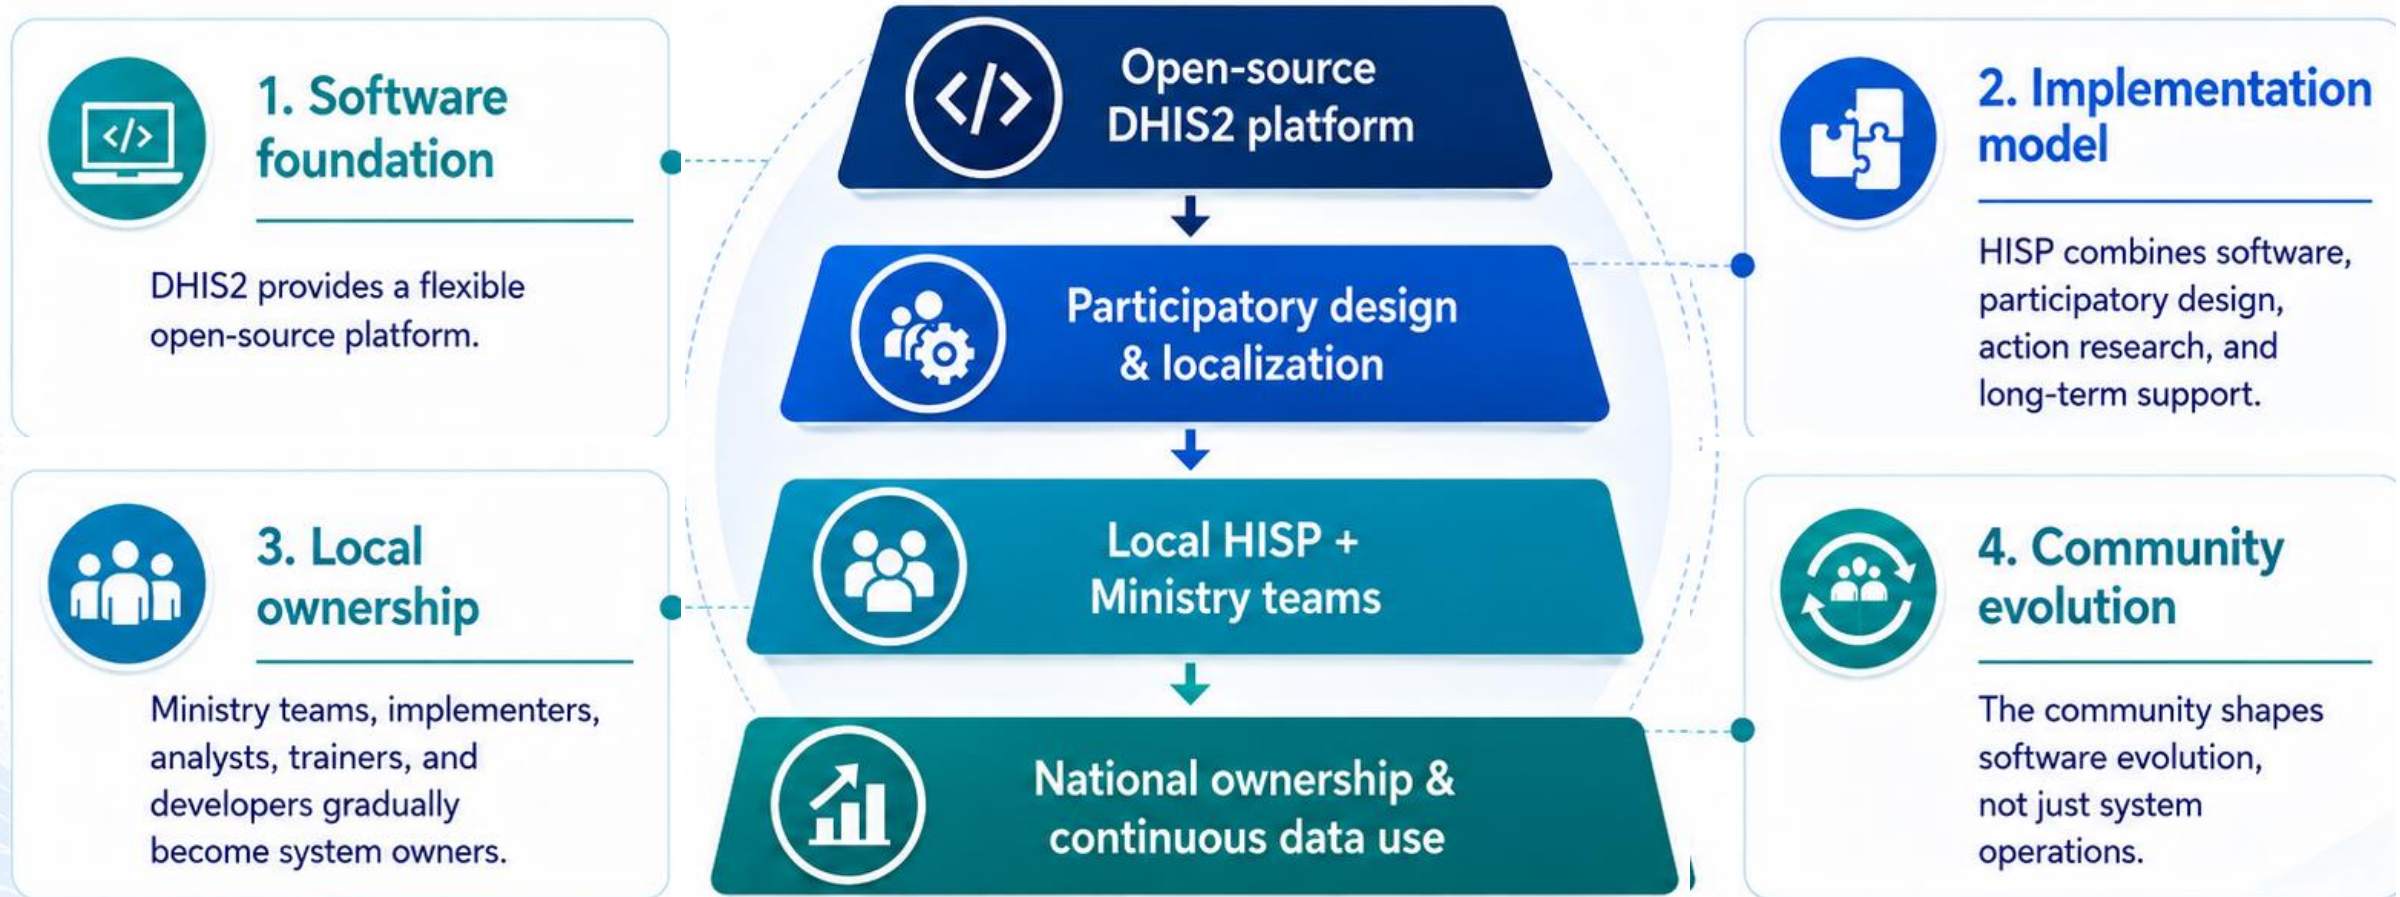 1. Software
foundation
DHIS2 provides a flexible
open-source platform.
Open-source
DHIS2 platform
2. Implementation
model
HISP combines software,
participatory design,
action research, and
long-term support.
Participatory design
& localization
3. Local
ownership
Ministry teams, implementers,
analysts, trainers, and
developers gradually
become system owners.
Local HISP +
Ministry teams
4. Community
evolution
The community shapes
software evolution,
not just system
operations.
National ownership &
continuous data use